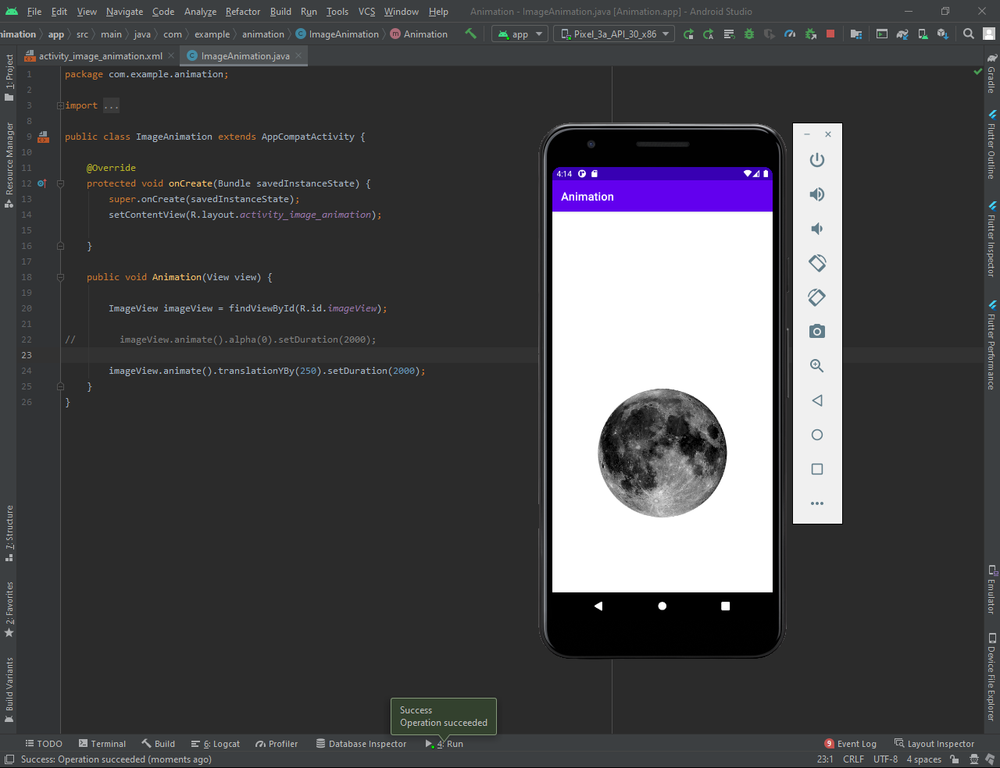 File Edit View Navigate Code Analyze Refactor Build Run Tools VCS Window Help Animation - ImageAnimation.java [Animation.app] - Android Studio
nimation app src main java com example animation ImageAnimation Animation app Pixel_3a_API_30_x86
activity_image_animation.xml ImageAnimation.java
1 package com.example.animation;
2
3 import ...
8
9 public class ImageAnimation extends AppCompatActivity {
10
11 @Override
12 protected void onCreate(Bundle savedInstanceState) {
13 super.onCreate(savedInstanceState);
14 setContentView(R.layout.activity_image_animation);
15
16 }
17
18 public void Animation(View view) {
19
20 ImageView imageView = findViewById(R.id.imageView);
21
22 // imageView.animate().alpha(0).setDuration(2000);
23
24 imageView.animate().translationYBy(250).setDuration(2000);
25 }
26 }
1: Project
Resource Manager
7: Structure
2: Favorites
Build Variants
4:14
Animation
Gradle
Flutter Outline
Flutter Inspector
Flutter Performance
Emulator
Device File Explorer
Success
Operation succeeded
TODO Terminal Build 6: Logcat Profiler Database Inspector 4: Run 9 Event Log Layout Inspector
Success: Operation succeeded (moments ago) 23:1 CRLF UTF-8 4 spaces